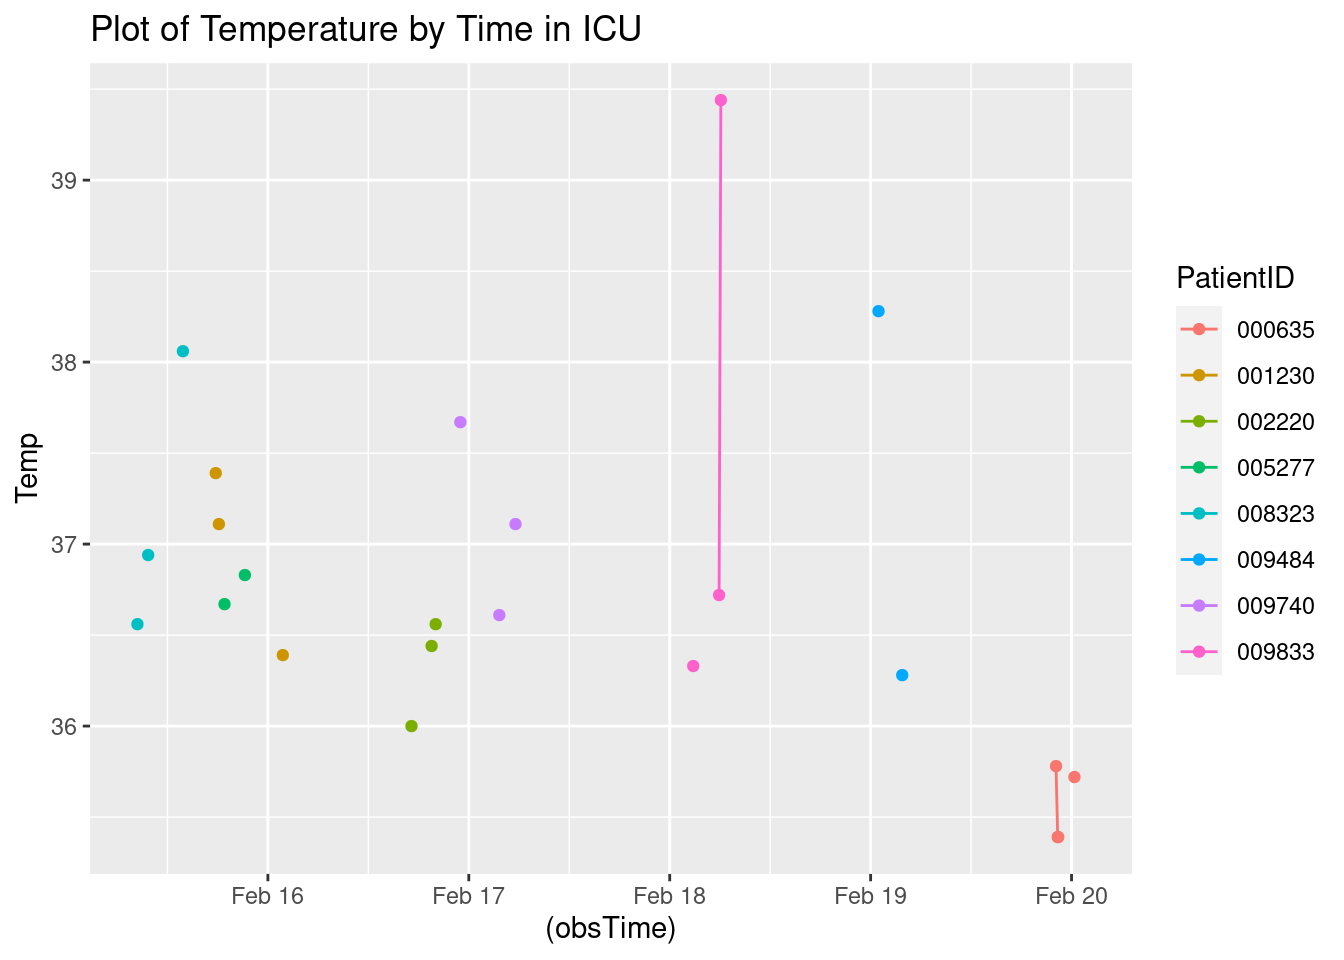 Plot of Temperature by Time in ICU
39
38
37
36
Temp
Feb 16
Feb 17
Feb 18
Feb 19
Feb 20
(obsTime)
PatientID
000635
001230
002220
005277
008323
009484
009740
009833